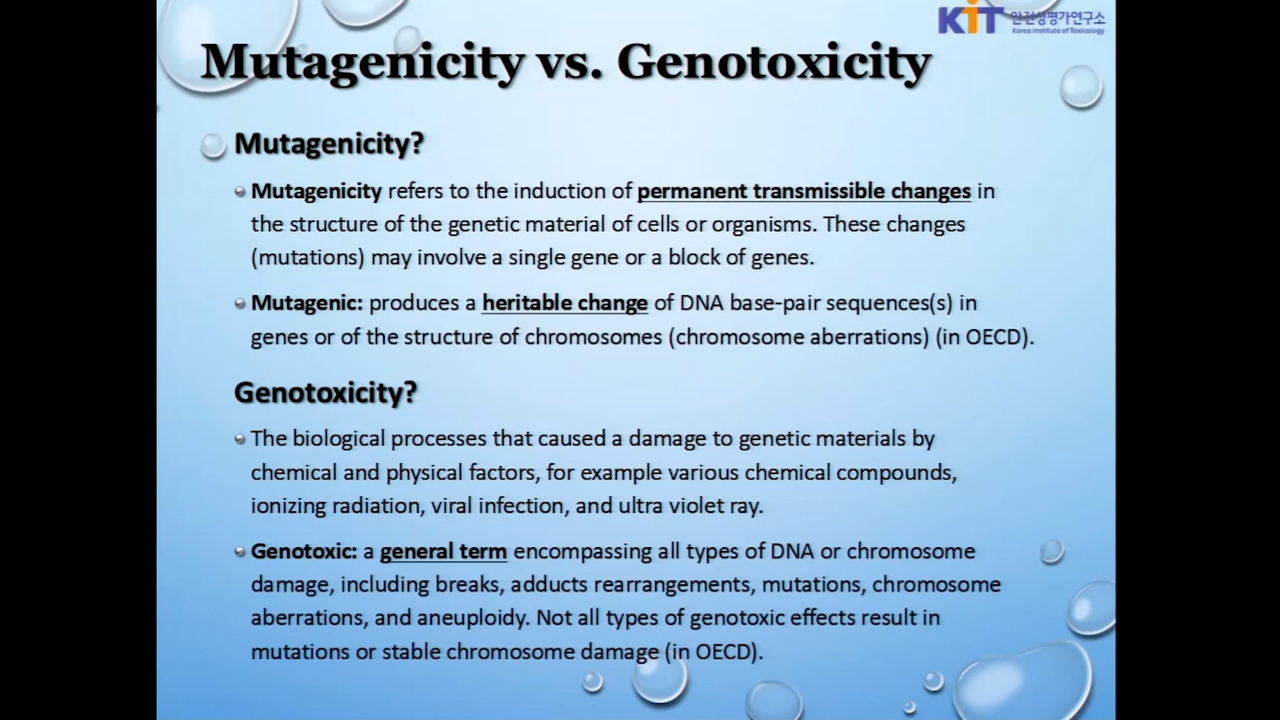 KiT 안전성평가연구소
Korea Institute of Toxicology
Mutagenicity vs. Genotoxicity
Mutagenicity?
Mutagenicity refers to the induction of permanent transmissible changes in
the structure of the genetic material of cells or organisms. These changes
(mutations) may involve a single gene or a block of genes.
Mutagenic: produces a heritable change of DNA base-pair sequences(s) in
genes or of the structure of chromosomes (chromosome aberrations) (in OECD).
Genotoxicity?
The biological processes that caused a damage to genetic materials by
chemical and physical factors, for example various chemical compounds,
ionizing radiation, viral infection, and ultra violet ray.
Genotoxic: a general term encompassing all types of DNA or chromosome
damage, including breaks, adducts rearrangements, mutations, chromosome
aberrations, and aneuploidy. Not all types of genotoxic effects result in
mutations or stable chromosome damage (in OECD).